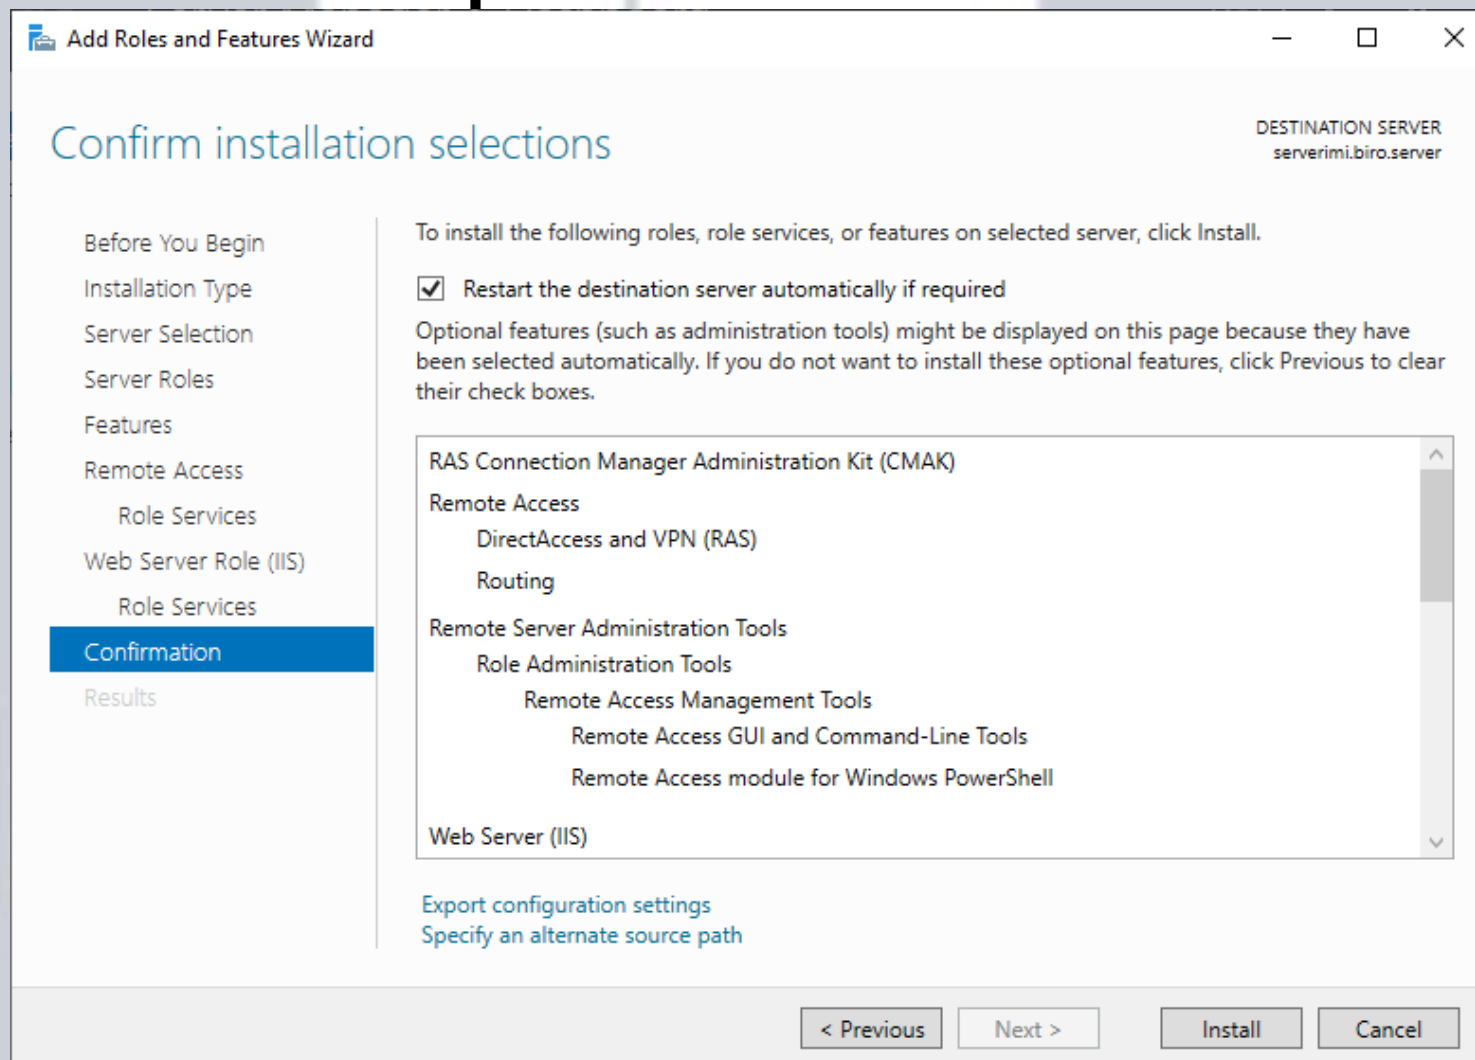 Add Roles and Features Wizard
Confirm installation selections
DESTINATION SERVER
serverimi.biro.server
Before You Begin
Installation Type
Server Selection
Server Roles
Features
Remote Access
Role Services
Web Server Role (IIS)
Role Services
Confirmation
Results
To install the following roles, role services, or features on selected server, click Install.
Restart the destination server automatically if required
Optional features (such as administration tools) might be displayed on this page because they have
been selected automatically. If you do not want to install these optional features, click Previous to clear
their check boxes.
RAS Connection Manager Administration Kit (CMAK)
Remote Access
DirectAccess and VPN (RAS)
Routing
Remote Server Administration Tools
Role Administration Tools
Remote Access Management Tools
Remote Access GUI and Command-Line Tools
Remote Access module for Windows PowerShell
Web Server (IIS)
Export configuration settings
Specify an alternate source path
< Previous
Next >
Install
Cancel